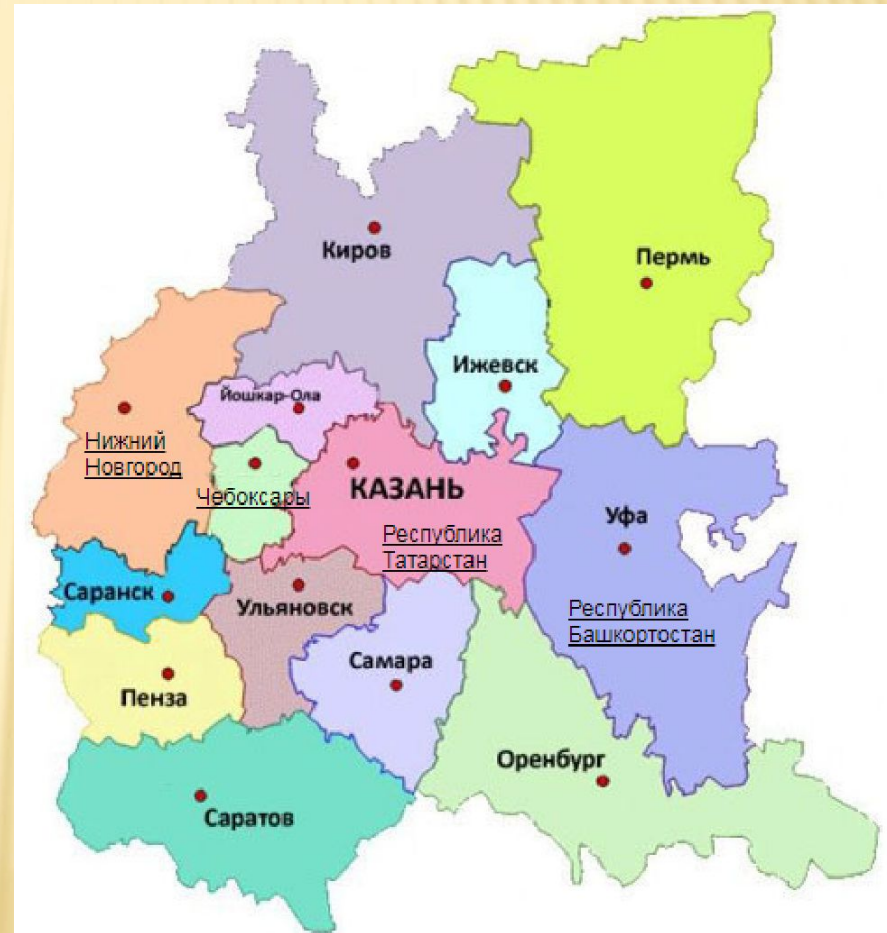 Киров
Пермь
Ижевск
Йошкар-Ола
Нижний
Новгород
Чебоксары
КАЗАНЬ
Республика
Татарстан
Уфа
Республика
Башкортостан
Саранск
Ульяновск
Самара
Пенза
Оренбург
Саратов